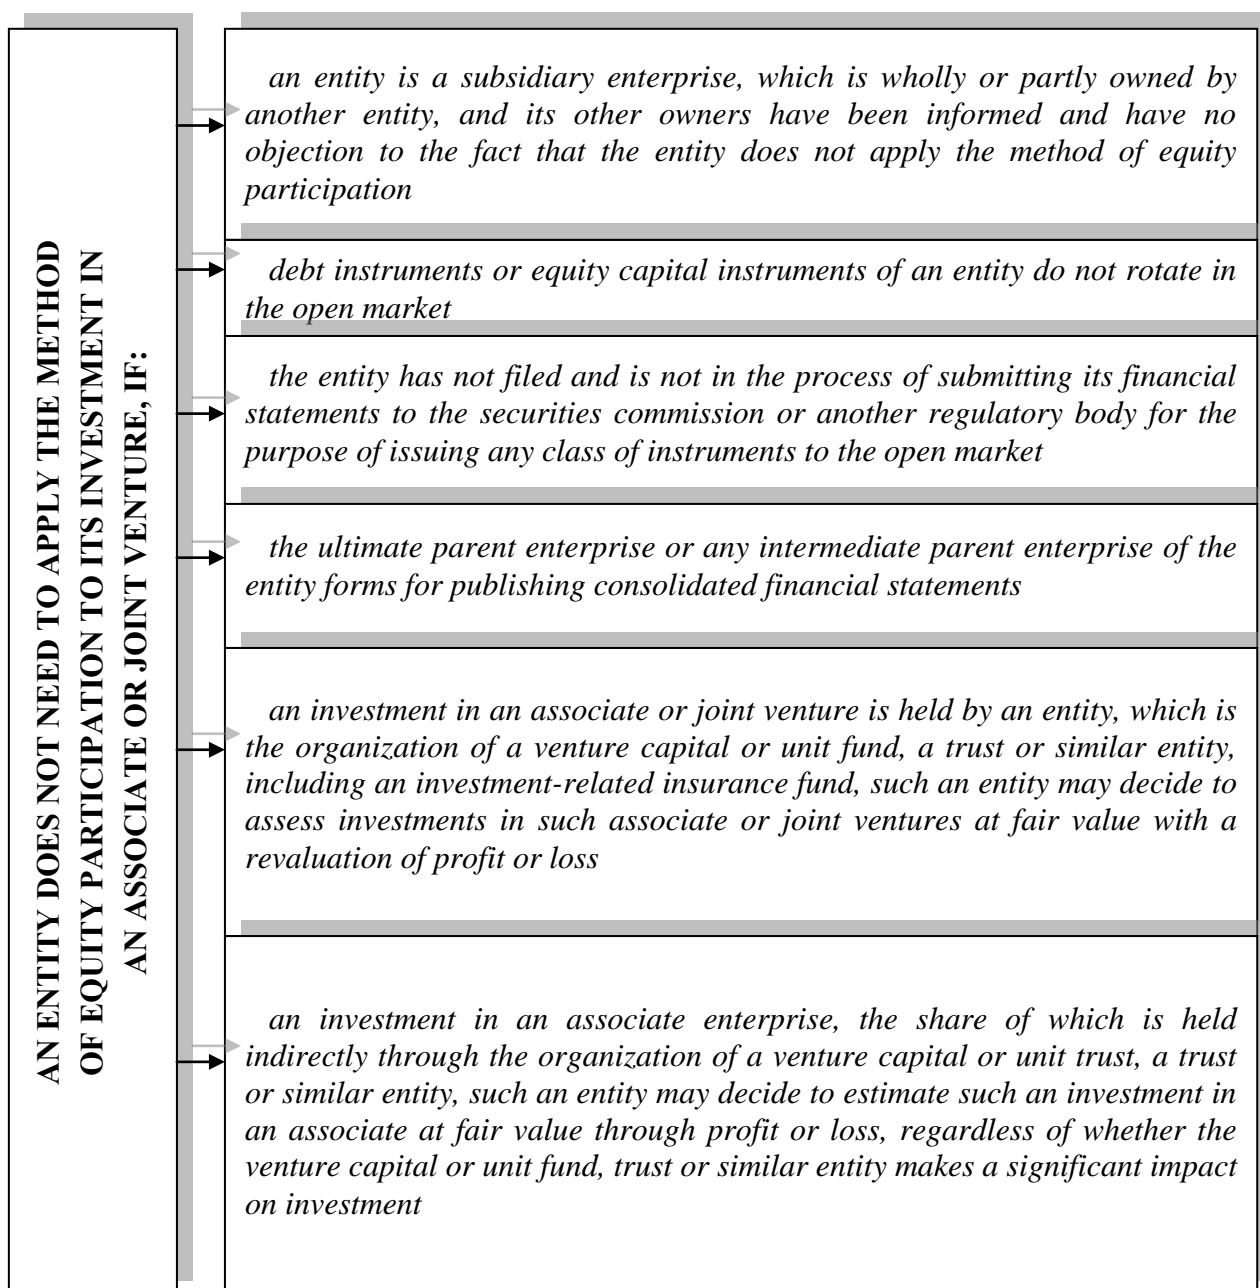 AN ENTITY DOES NOT NEED TO APPLY THE METHOD
OF EQUITY PARTICIPATION TO ITS INVESTMENT IN
AN ASSOCIATE OR JOINT VENTURE, IF:
an entity is a subsidiary enterprise, which is wholly or partly owned by
another entity, and its other owners have been informed and have no
objection to the fact that the entity does not apply the method of equity
participation
debt instruments or equity capital instruments of an entity do not rotate in
the open market
the entity has not filed and is not in the process of submitting its financial
statements to the securities commission or another regulatory body for the
purpose of issuing any class of instruments to the open market
the ultimate parent enterprise or any intermediate parent enterprise of the
entity forms for publishing consolidated financial statements
an investment in an associate or joint venture is held by an entity, which is
the organization of a venture capital or unit fund, a trust or similar entity,
including an investment-related insurance fund, such an entity may decide to
assess investments in such associate or joint ventures at fair value with a
revaluation of profit or loss
an investment in an associate enterprise, the share of which is held
indirectly through the organization of a venture capital or unit trust, a trust
or similar entity, such an entity may decide to estimate such an investment in
an associate at fair value through profit or loss, regardless of whether the
venture capital or unit fund, trust or similar entity makes a significant impact
on investment